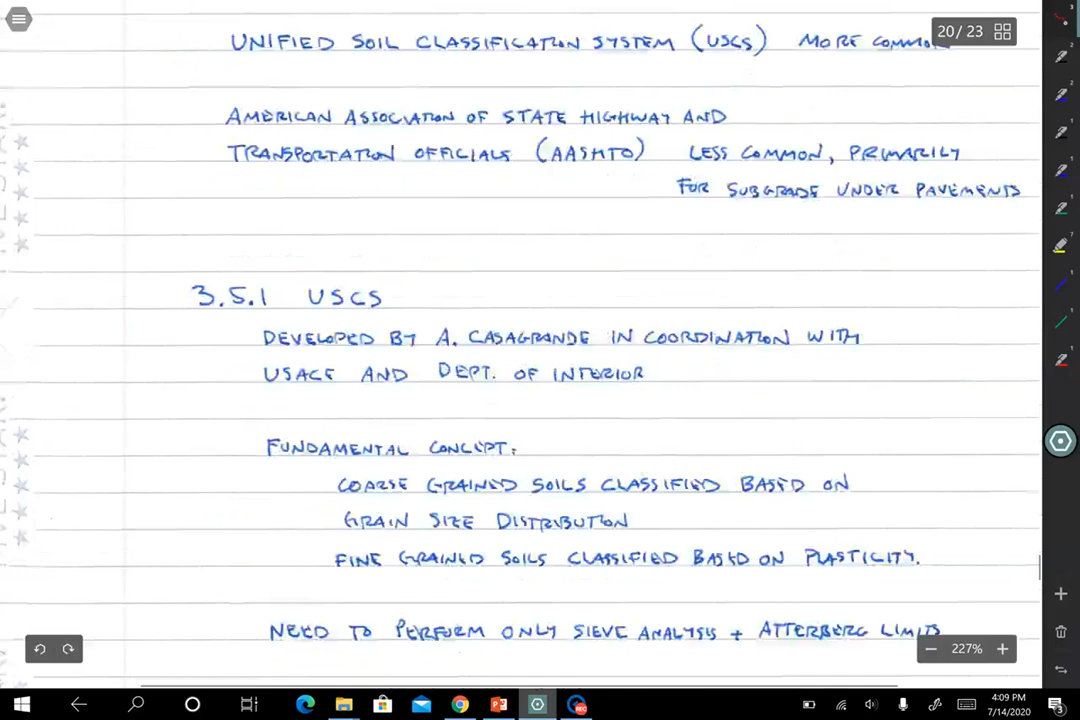 UNIFIED SOIL CLASSIFICATION SYSTEM (USCS) MORE COMMON
20 / 23
AMERICAN ASSOCIATION OF STATE HIGHWAY AND
TRANSPORTATION OFFICIALS (AASHTO) LESS COMMON, PRIMARILY
FOR SUBGRADE UNDER PAVEMENTS
3.5.1 USCS
DEVELOPED BY A. CASAGRANDE IN COORDINATION WITH
USACE AND DEPT. OF INTERIOR
FUNDAMENTAL CONCEPT:
COARSE GRAINED SOILS CLASSIFIED BASED ON
GRAIN SIZE DISTRIBUTION
FINE GRAINED SOILS CLASSIFIED BASED ON PLASTICITY.
NEED TO PERFORM ONLY SIEVE ANALYSIS + ATTERBERG LIMITS
227%
4:09 PM
7/14/2020